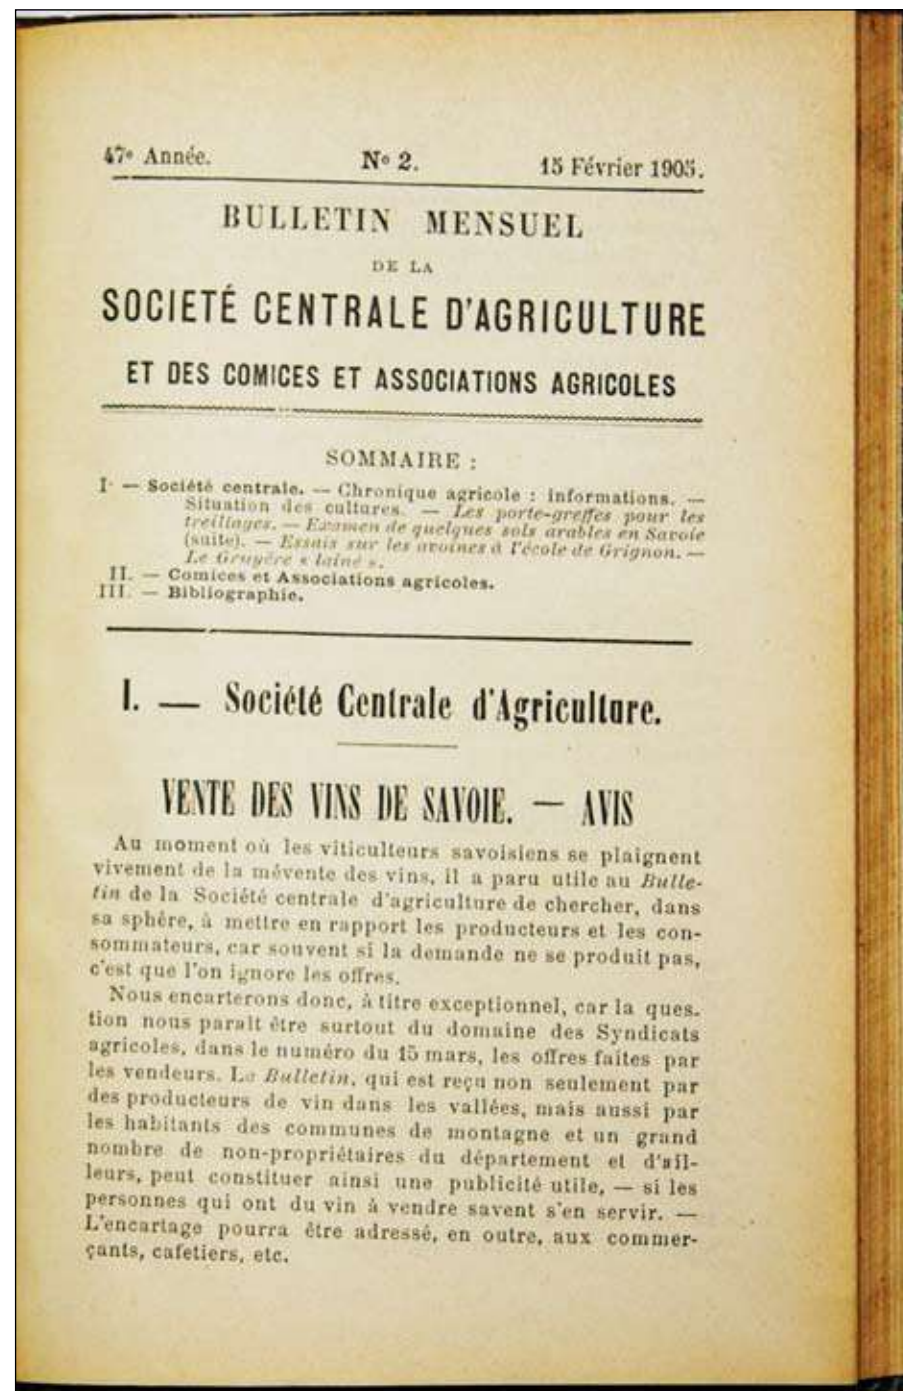 47e Année. No 2. 15 Février 1905.
BULLETIN MENSUEL
DE LA
SOCIETÉ CENTRALE D'AGRICULTURE
ET DES COMICES ET ASSOCIATIONS AGRICOLES
SOMMAIRE :
I. — Société centrale. — Chronique agricole : informations. —
Situation des cultures. — Les porte-greffes pour les
treillages. — Examen de quelques sols arables en Savoie
(suite). — Essais sur les avoines à l'école de Grignon. —
Le Gruyère « lainé ».
II. — Comices et Associations agricoles.
III. — Bibliographie.
I. — Société Centrale d'Agriculture.
VENTE DES VINS DE SAVOIE. — AVIS
Au moment où les viticulteurs savoisiens se plaignent
vivement de la mévente des vins, il a paru utile au Bulle-
tin de la Société centrale d'agriculture de chercher, dans
sa sphère, à mettre en rapport les producteurs et les con-
sommateurs, car souvent si la demande ne se produit pas,
c'est que l'on ignore les offres.
Nous encarterons donc, à titre exceptionnel, car la ques.
tion nous paraît être surtout du domaine des Syndicats
agricoles, dans le numéro du 15 mars, les offres faites par
les vendeurs. Le Bulletin, qui est reçu non seulement par
des producteurs de vin dans les vallées, mais aussi par
les habitants des communes de montagne et un grand
nombre de non-propriétaires du département et d'ail-
leurs, peut constituer ainsi une publicité utile, — si les
personnes qui ont du vin à vendre savent s'en servir. —
L'encartage pourra être adressé, en outre, aux commer-
çants, cafetiers, etc.